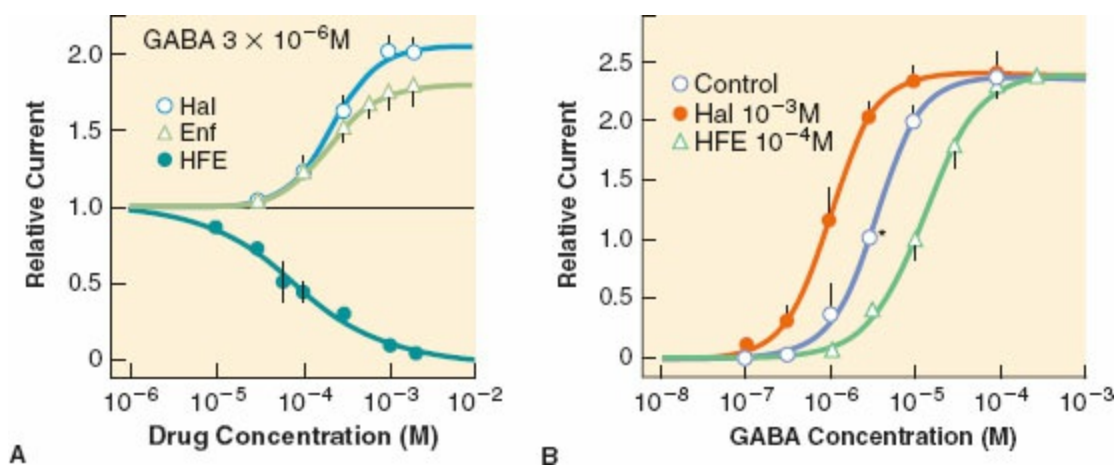 GABA 3 × 10⁻⁶M
Hal
Enf
HFE
Relative Current
2.0
1.5
1.0
0.5
0
10⁻⁶ 10⁻⁵ 10⁻⁴ 10⁻³ 10⁻²
Drug Concentration (M)
A
Control
Hal 10⁻³M
HFE 10⁻⁴M
Relative Current
2.5
2.0
1.5
1.0
0.5
0
*
10⁻⁸ 10⁻⁷ 10⁻⁶ 10⁻⁵ 10⁻⁴ 10⁻³
GABA Concentration (M)
B